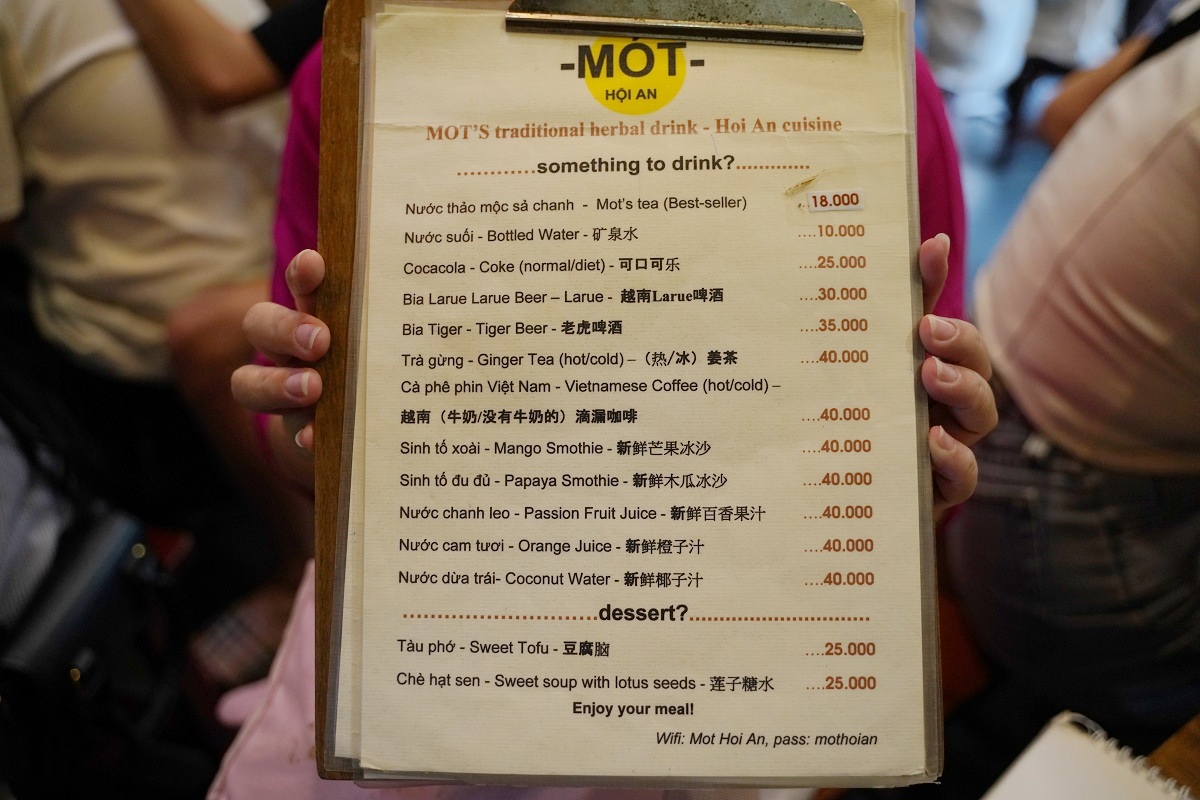 -MÓT-
HỘI AN
MOT'S traditional herbal drink - Hoi An cuisine
............something to drink?............
Nước thảo mộc sả chanh - Mot's tea (Best-seller) ..18.000
Nước suối - Bottled Water - 矿泉水 ....10.000
Cocacola - Coke (normal/diet) - 可口可乐 ....25.000
Bia Larue Larue Beer – Larue - 越南Larue啤酒 ....30.000
Bia Tiger - Tiger Beer - 老虎啤酒 ....35.000
Trà gừng - Ginger Tea (hot/cold) –（热/冰）姜茶 ....40.000
Cà phê phin Việt Nam - Vietnamese Coffee (hot/cold) –
越南（牛奶/没有牛奶的）滴漏咖啡 ....40.000
Sinh tố xoài - Mango Smothie - 新鲜芒果冰沙 ....40.000
Sinh tố đu đủ - Papaya Smothie - 新鲜木瓜冰沙 ....40.000
Nước chanh leo - Passion Fruit Juice - 新鲜百香果汁 ....40.000
Nước cam tươi - Orange Juice - 新鲜橙子汁 ....40.000
Nước dừa trái- Coconut Water - 新鲜椰子汁 ....40.000
............................dessert?..............................
Tàu phớ - Sweet Tofu - 豆腐脑 ....25.000
Chè hạt sen - Sweet soup with lotus seeds - 莲子糖水 ....25.000
Enjoy your meal!
Wifi: Mot Hoi An, pass: mothoian